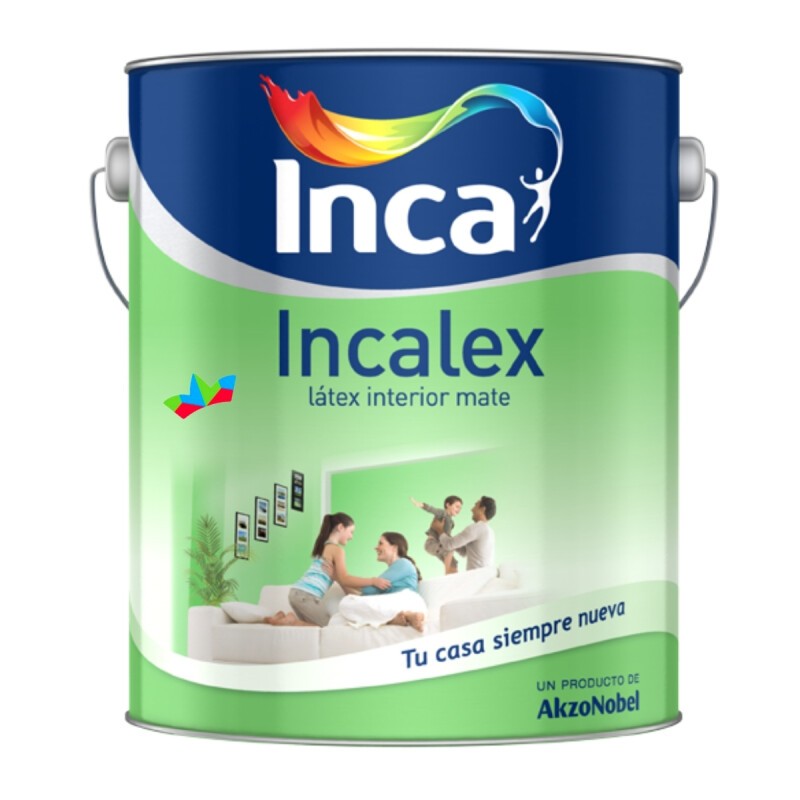 Inca
Incalex
látex interior mate
Tu casa siempre nueva
UN PRODUCTO DE
AkzoNobel